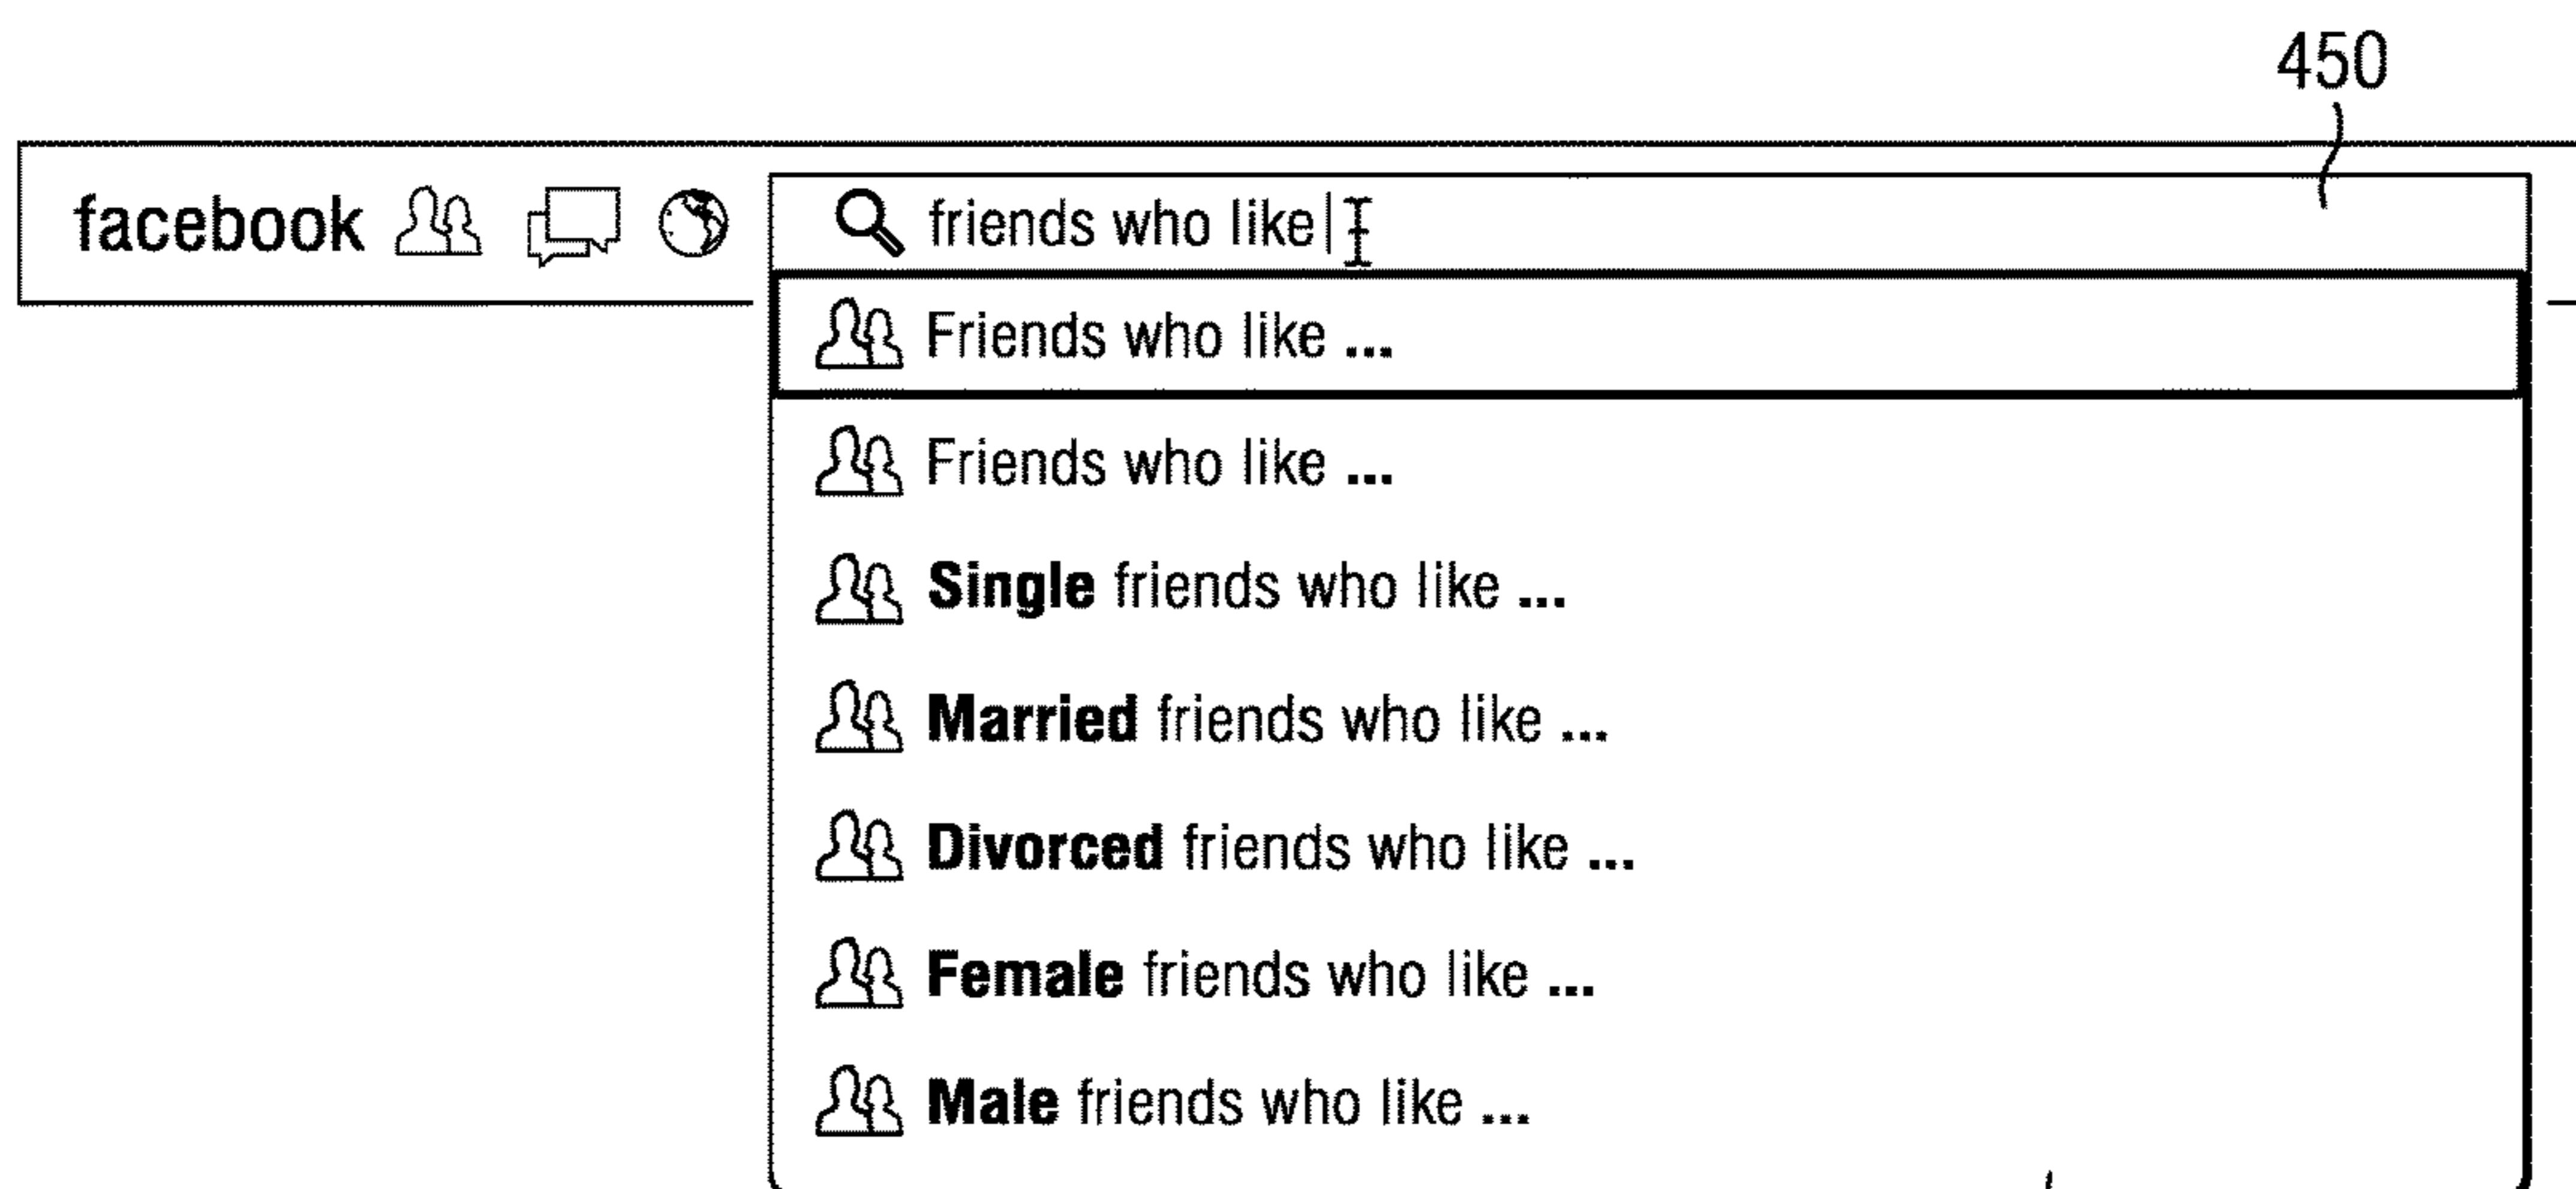 450
facebook friends who like
Friends who like ...
Friends who like ...
Single friends who like ...
Married friends who like ...
Divorced friends who like ...
Female friends who like ...
Male friends who like ...